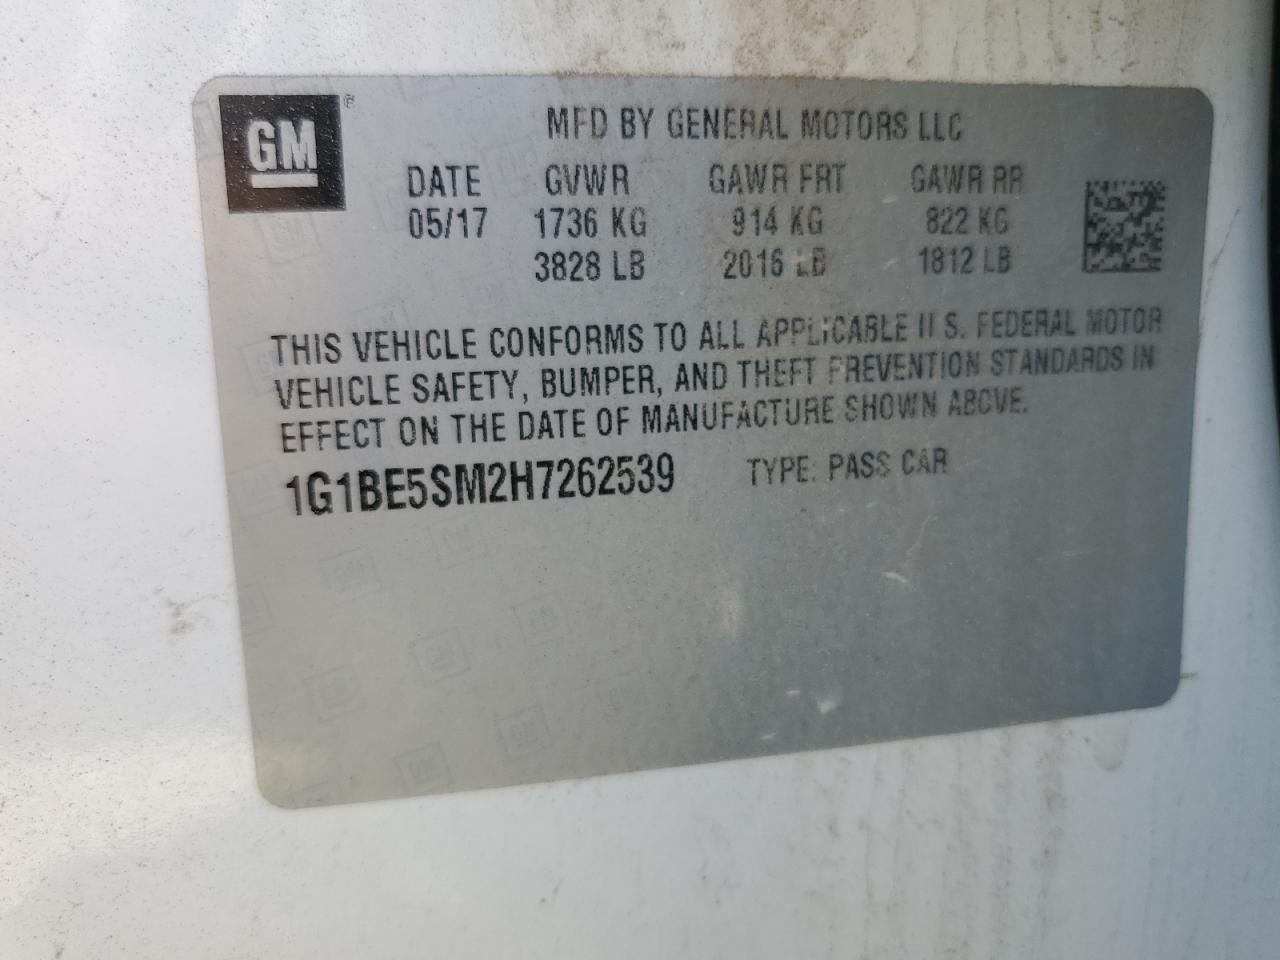 GM ®
MFD BY GENERAL MOTORS LLC
DATE GVWR GAWR FRT GAWR RR
05/17 1736 KG 914 KG 822 KG
3828 LB 2016 LB 1812 LB
THIS VEHICLE CONFORMS TO ALL APPLICABLE U.S. FEDERAL MOTOR
VEHICLE SAFETY, BUMPER, AND THEFT PREVENTION STANDARDS IN
EFFECT ON THE DATE OF MANUFACTURE SHOWN ABOVE.
1G1BE5SM2H7262539 TYPE: PASS CAR